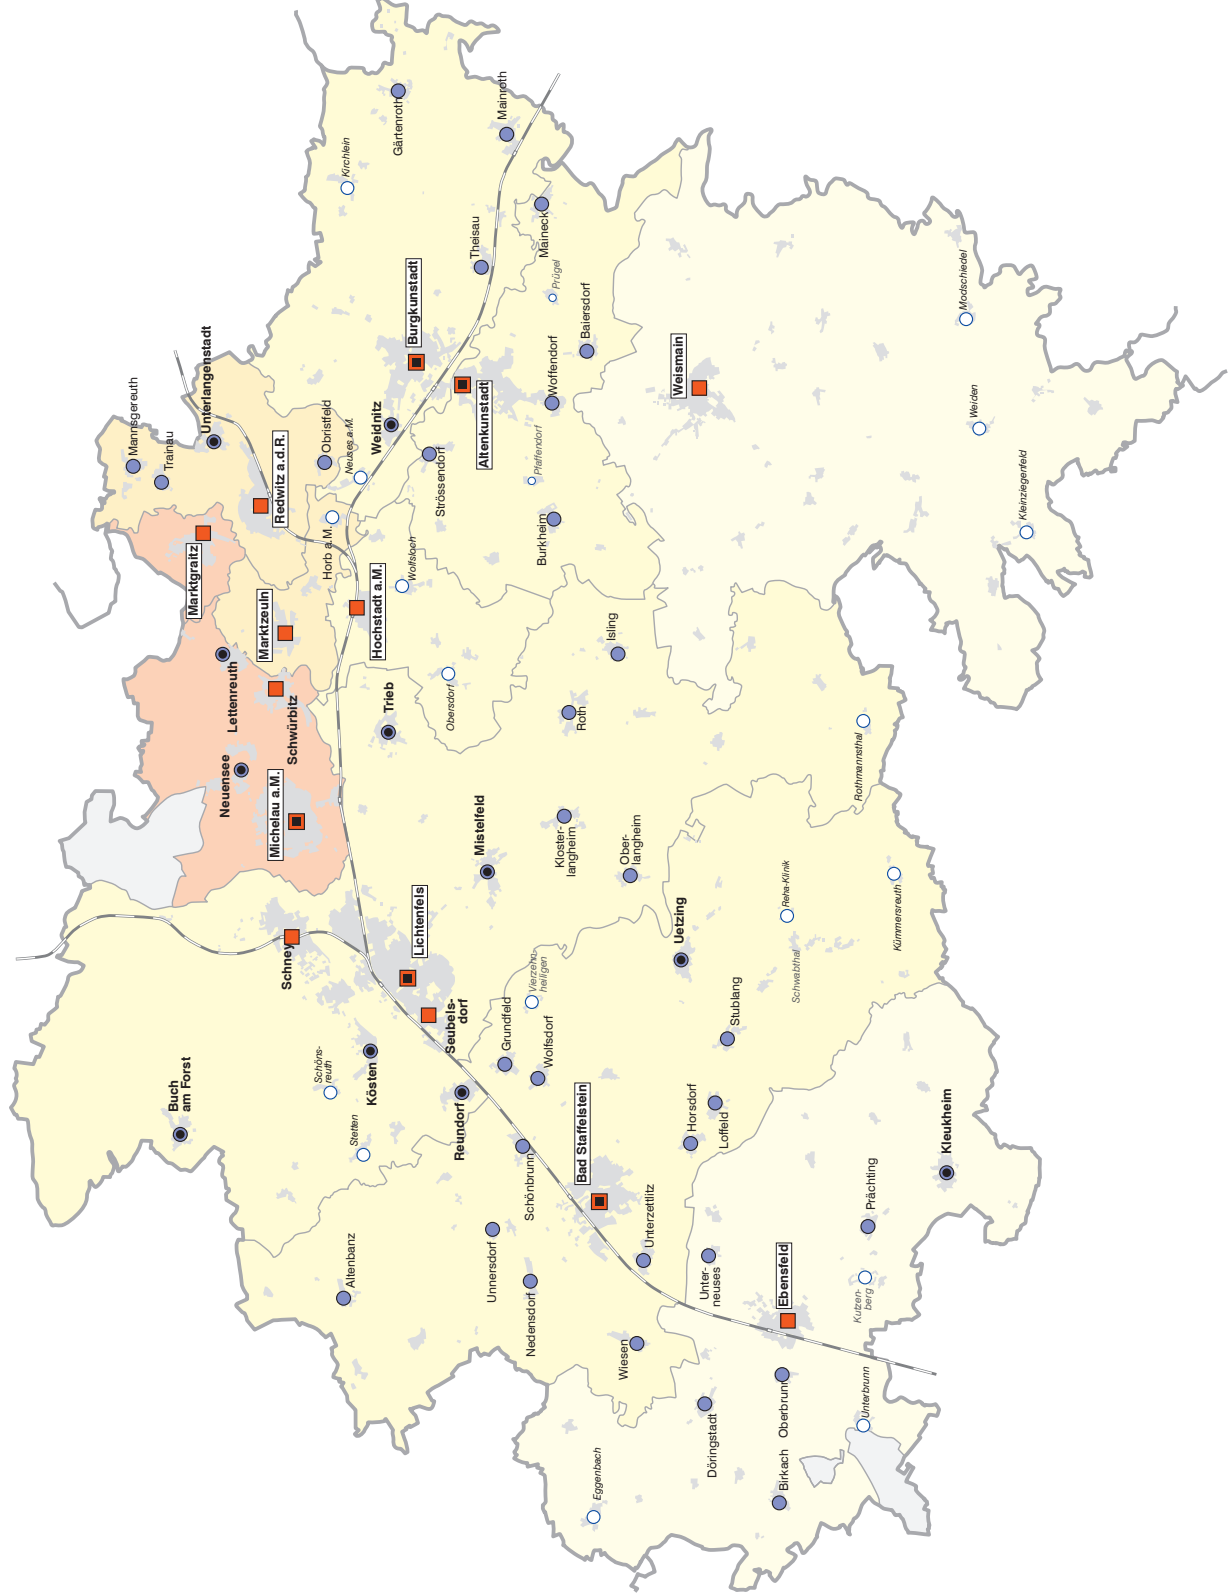 Mannsgereuth
Trainau
Buch
am Forst
Marktgraitz
Unterlangenstadt
Neuensee
Lettenreuth
Marktzeuln
Michelau a.M.
Redwitz a.d.R.
Schney
Schwürbitz
Schöns-
reuth
Obristfeld
Horb a.M.
Kirchlein
Altenbanz
Stetten
Neuses a.M.
Kösten
Weidnitz
Hochstadt a.M.
Trieb
Gärtenroth
Burgkunstadt
Wolfsloch
Lichtenfels
Strössendorf
Seubels-
dorf
Obersdorf
Reundorf
Theisau
Mistelfeld
Altenkunstadt
Unnersdorf
Mainroth
Grundfeld
Schönbrunn
Nedensdorf
Vierzehn-
heiligen
Pfaffendorf
Burkheim
Maineck
Wolfsdorf
Woffendorf
Prügel
Kloster-
langheim
Roth
Bad Staffelstein
Baiersdorf
Eggenbach
Isling
Wiesen
Ober-
langheim
Unterzettlitz
Weismain
Uetzing
Horsdorf
Unter-
neuses
Döringstadt
Loffeld
Stublang
Ebensfeld
Oberbrunn
Birkach
Reha-Klinik
Schwabthal
Rothmannsthal
Kutzen-
berg
Unterbrunn
Prächting
Kümmersreuth
Kleukheim
Modschiedel
Weiden
Kleinziegenfeld